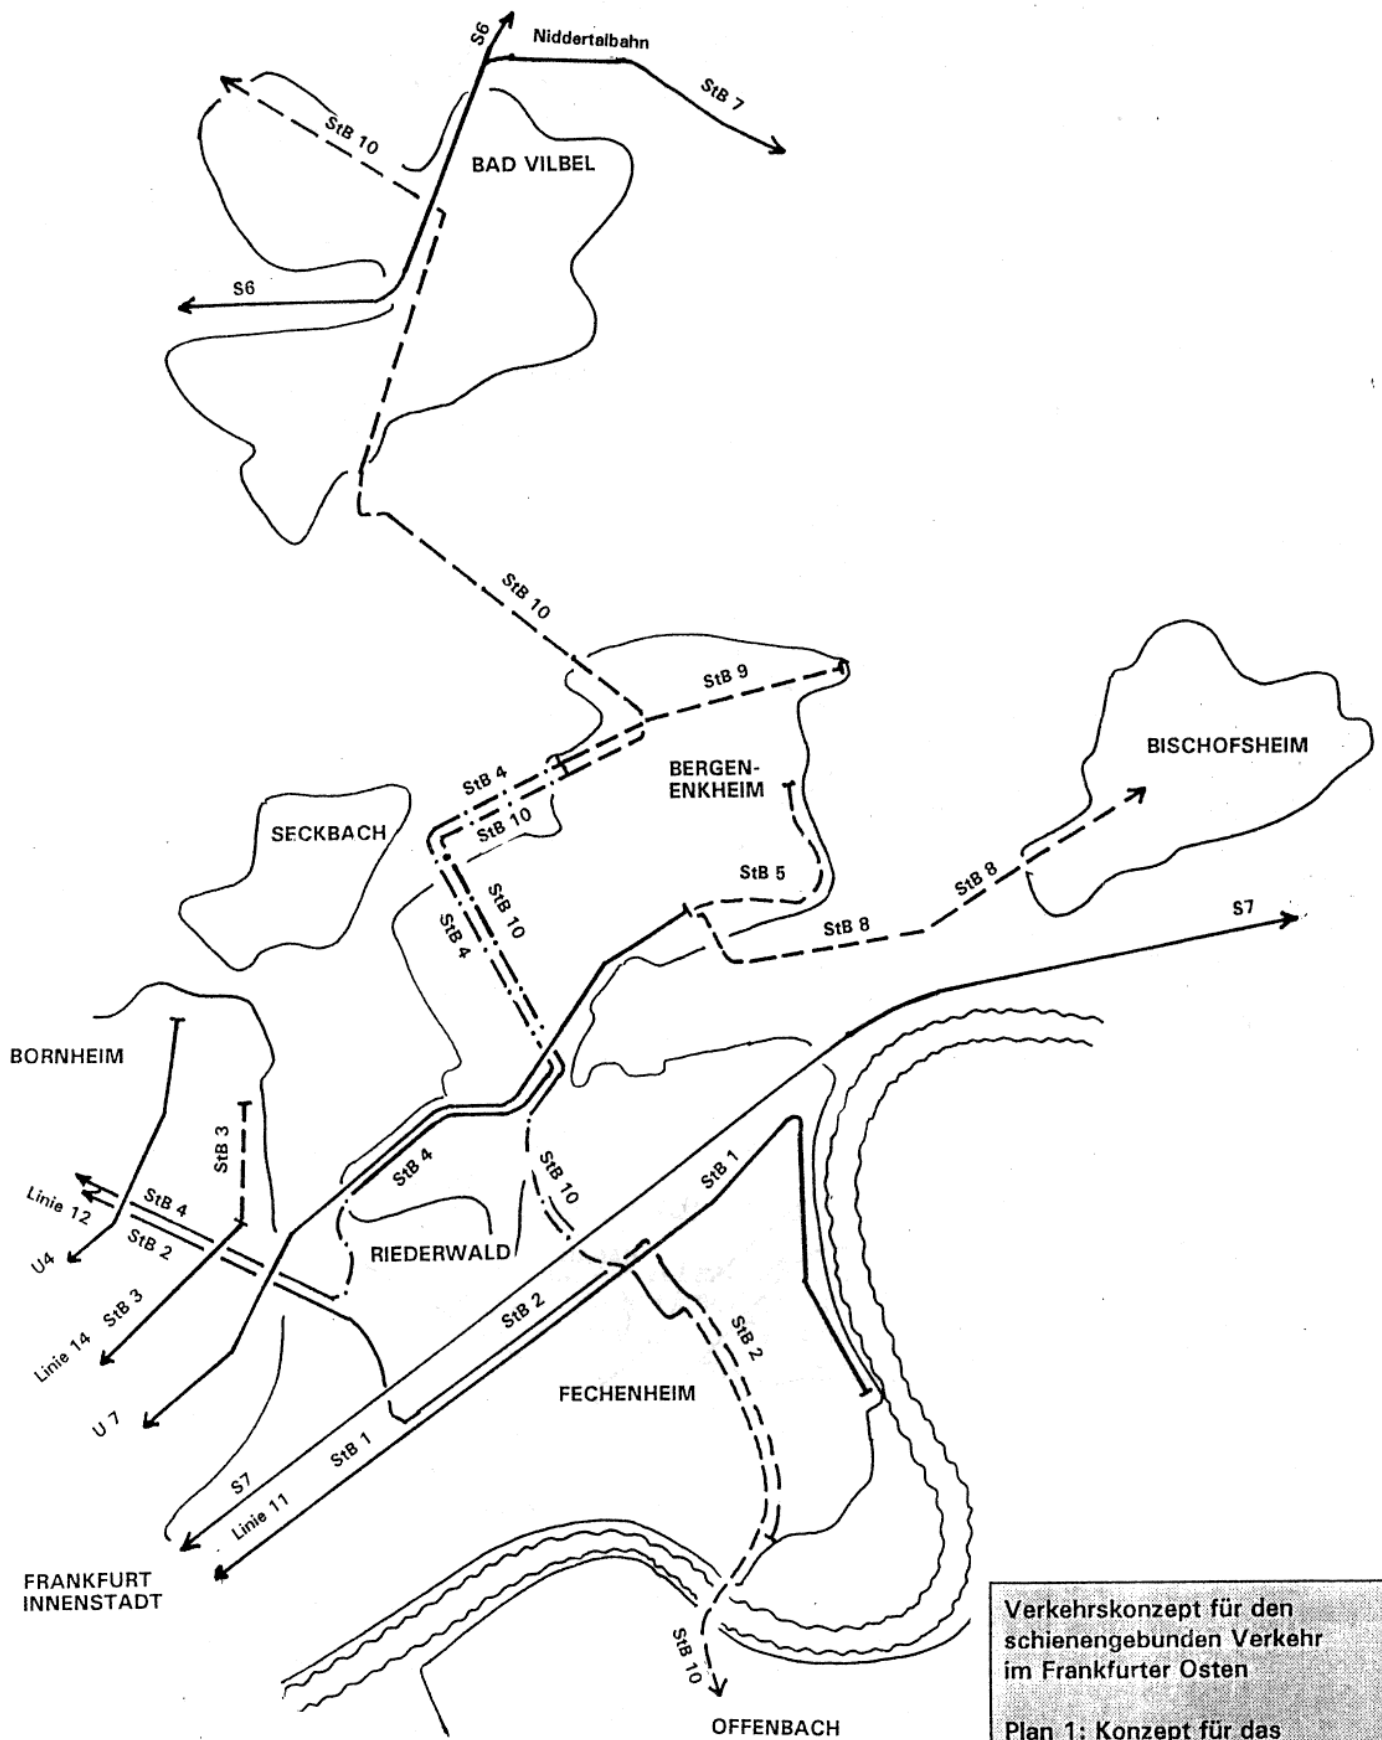 S6
Niddertalbahn
StB 7
StB 10
BAD VILBEL
S6
StB 10
StB 9
BERGEN-
ENKHEIM
BISCHOFSHEIM
StB 4
StB 10
SECKBACH
StB 10
StB 4
StB 5
StB 8
StB 8
S7
BORNHEIM
StB 3
StB 4
StB 10
StB 1
Linie 12
StB 4
StB 2
U4
RIEDERWALD
StB 3
Linie 14
StB 2
StB 2
U 7
FECHENHEIM
StB 1
S7
Linie 11
FRANKFURT
INNENSTADT
StB 10
OFFENBACH
Verkehrskonzept für den
schienengebunden Verkehr
im Frankfurter Osten
Plan 1: Konzept für das